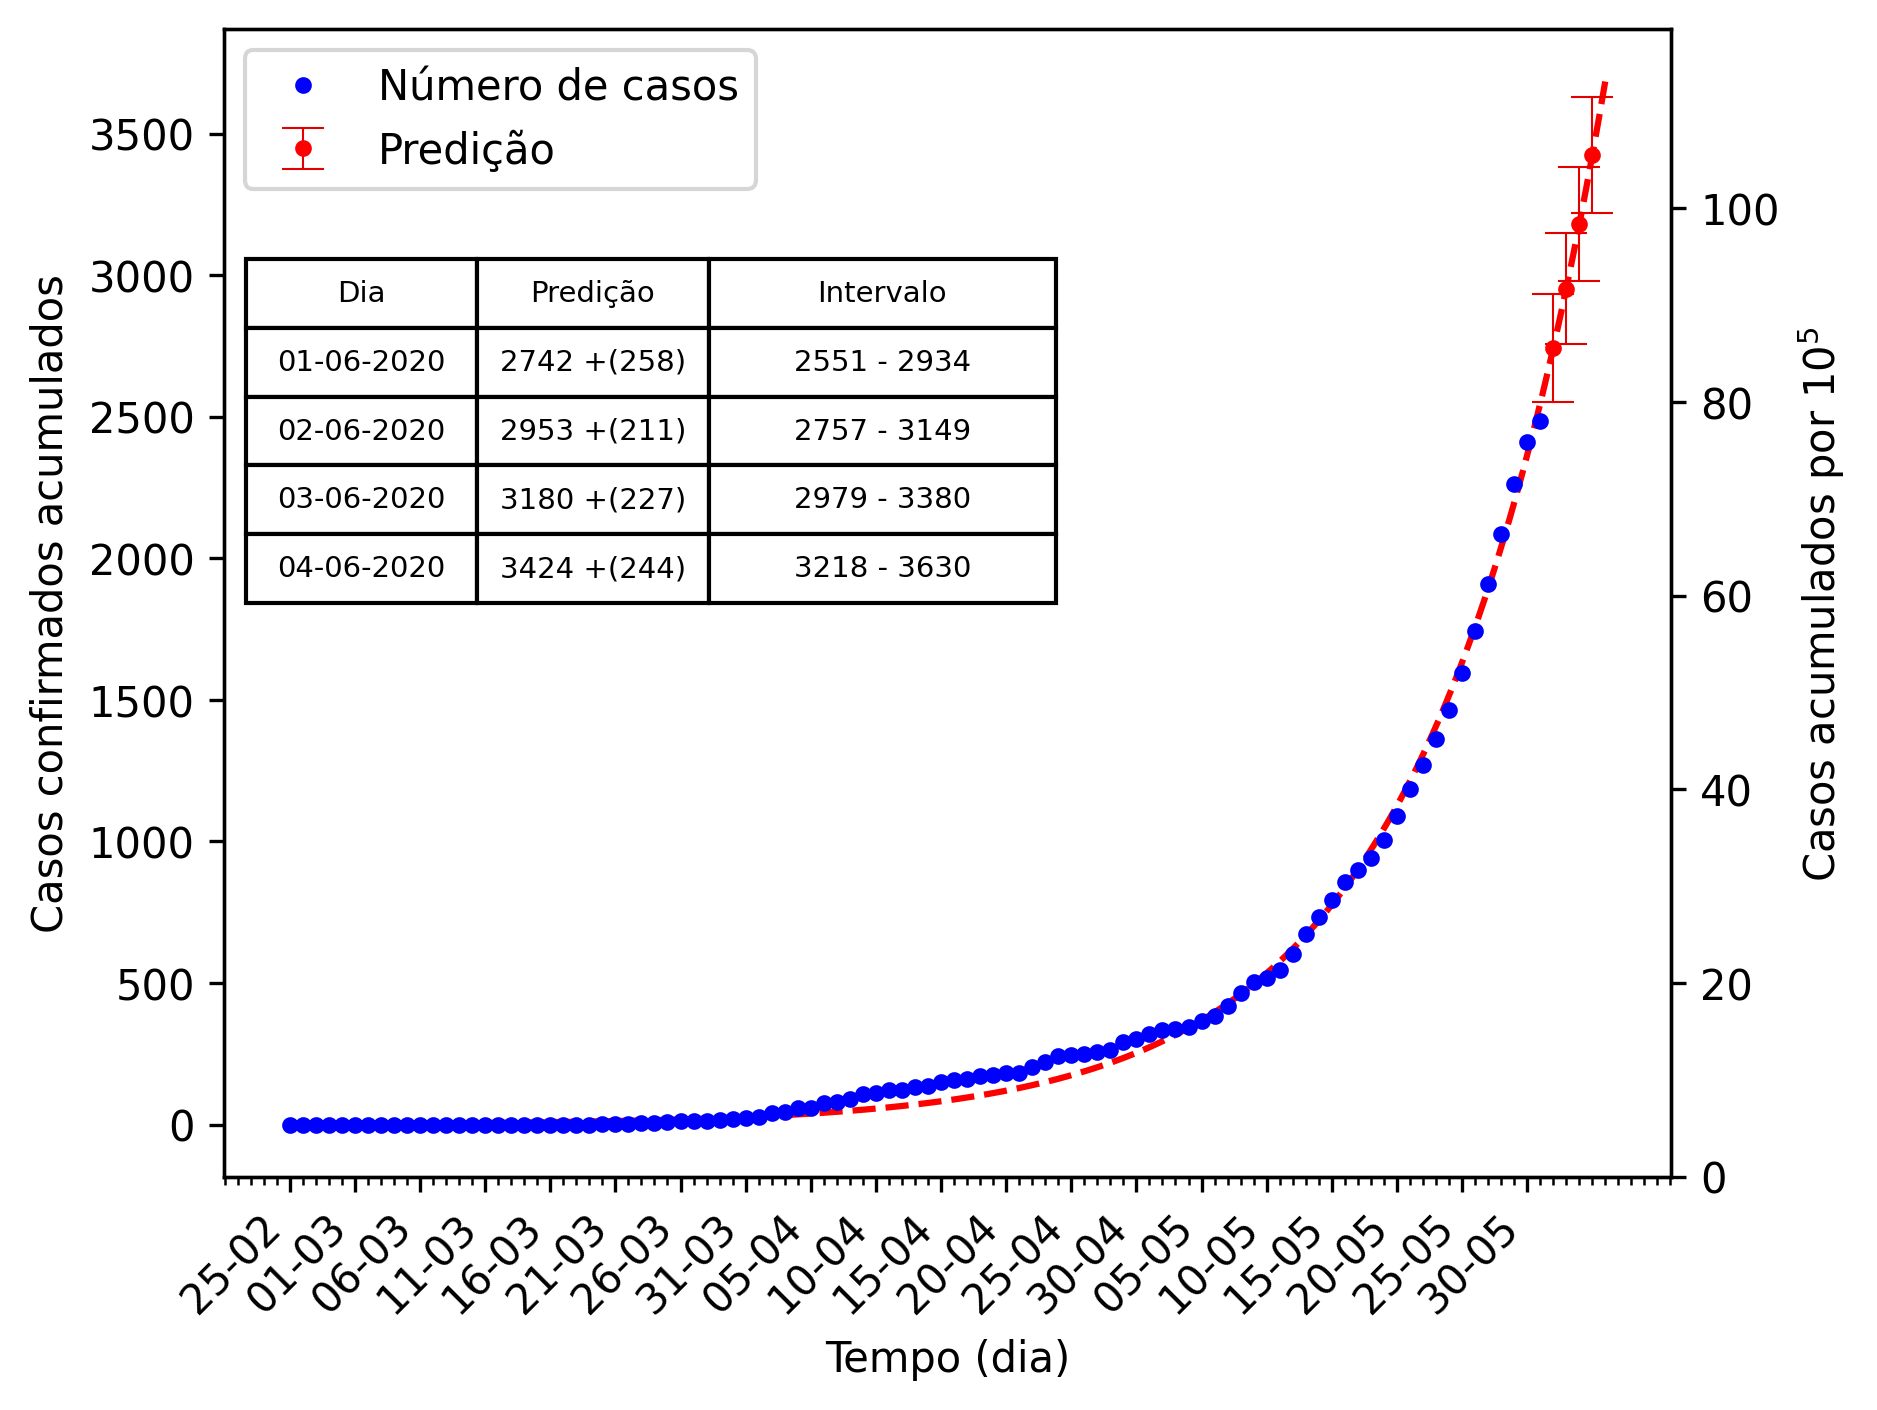 Número de casos
Predição
Dia Predição Intervalo
01-06-2020 2742 +(258) 2551 - 2934
02-06-2020 2953 +(211) 2757 - 3149
03-06-2020 3180 +(227) 2979 - 3380
04-06-2020 3424 +(244) 3218 - 3630
Casos confirmados acumulados
3500
3000
2500
2000
1500
1000
500
0
Casos acumulados por 10⁵
100
80
60
40
20
0
25-02 01-03 06-03 11-03 16-03 21-03 26-03 31-03 05-04 10-04 15-04 20-04 25-04 30-04 05-05 10-05 15-05 20-05 25-05 30-05
Tempo (dia)